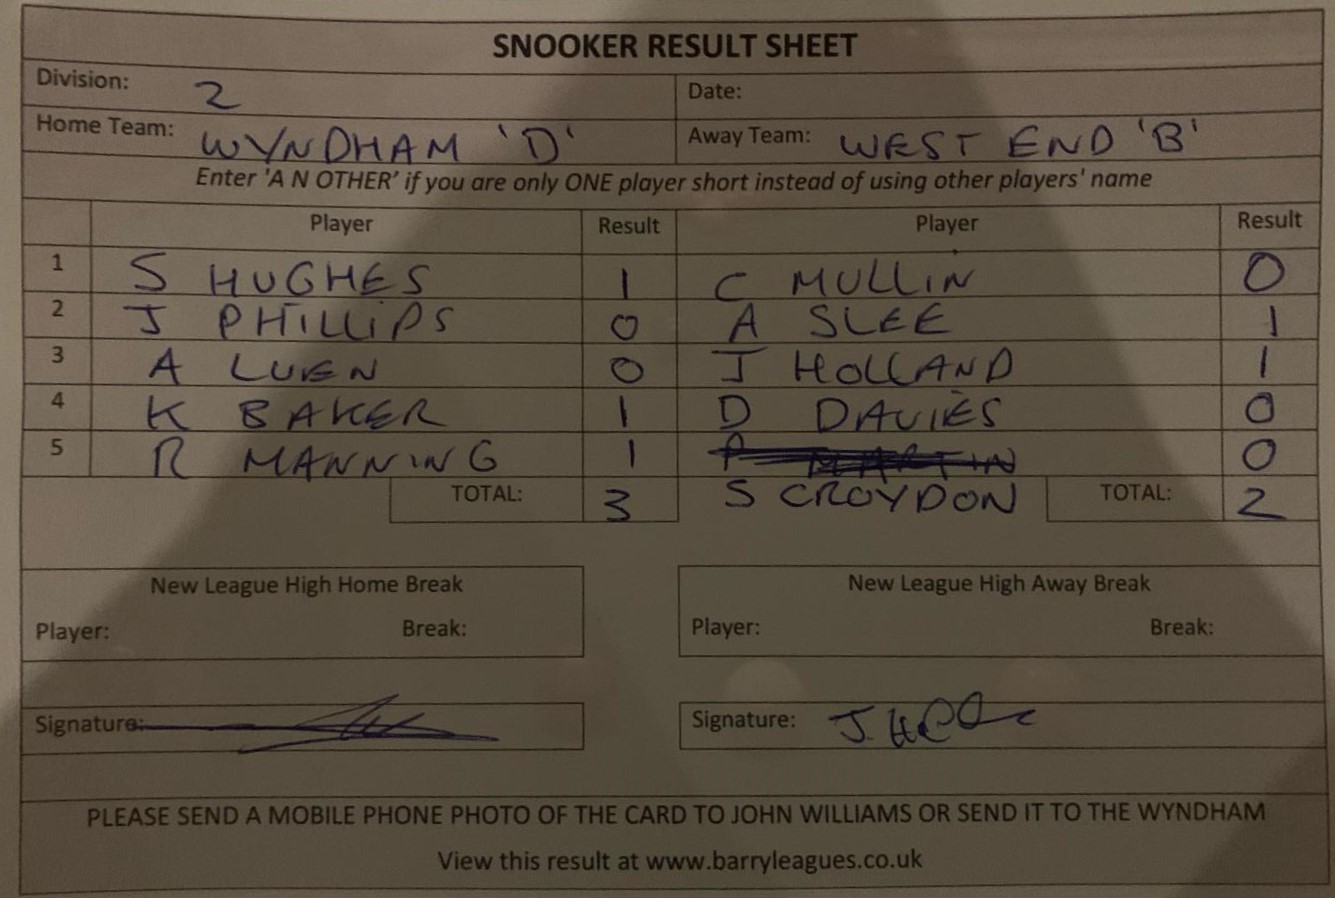 SNOOKER RESULT SHEET
Division: 2 Date:
Home Team: WYNDHAM 'D' Away Team: WEST END 'B'
Enter 'A N OTHER' if you are only ONE player short instead of using other players' name
Player Result Player Result
1 S HUGHES 1 C MULLIN 0
2 J PHILLIPS 0 A SLEE 1
3 A LUEN 0 J HOLLAND 1
4 K BAKER 1 D DAVIES 0
5 R MANNING 1 P MARTIN 0
TOTAL: 3 S CROYDON TOTAL: 2
New League High Home Break New League High Away Break
Player: Break: Player: Break:
Signature: Signature: J.
PLEASE SEND A MOBILE PHONE PHOTO OF THE CARD TO JOHN WILLIAMS OR SEND IT TO THE WYNDHAM
View this result at www.barryleagues.co.uk